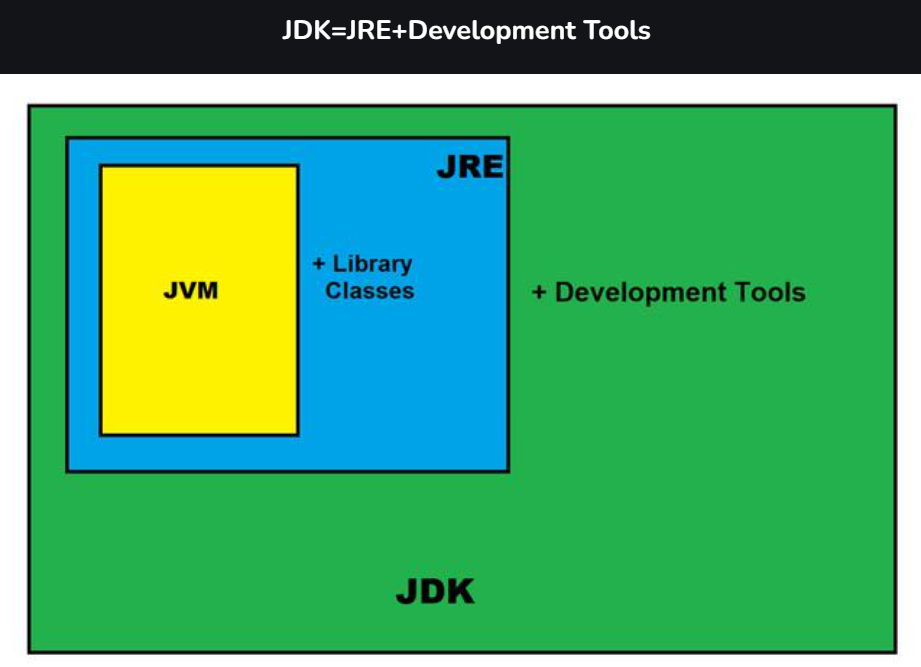 JDK=JRE+Development Tools
JRE
+ Library
Classes
JVM
+ Development Tools
JDK